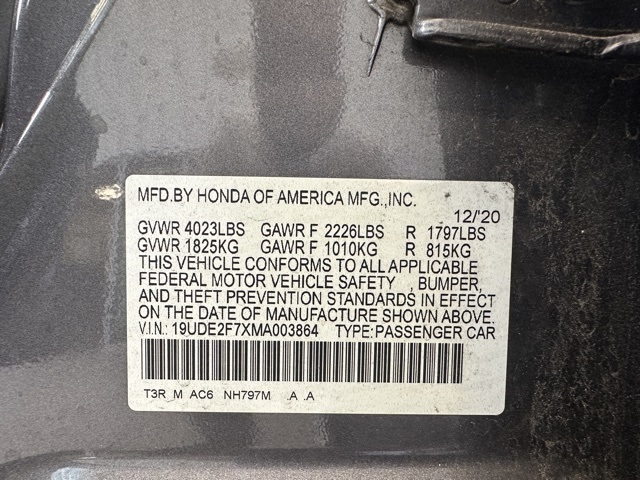 MFD.BY HONDA OF AMERICA MFG.,INC.
12/'20
GVWR 4023LBS GAWR F 2226LBS R 1797LBS
GVWR 1825KG GAWR F 1010KG R 815KG
THIS VEHICLE CONFORMS TO ALL APPLICABLE
FEDERAL MOTOR VEHICLE SAFETY , BUMPER,
AND THEFT PREVENTION STANDARDS IN EFFECT
ON THE DATE OF MANUFACTURE SHOWN ABOVE.
V.I.N.: 19UDE2F7XMA003864 TYPE:PASSENGER CAR
T3R M AC6 NH797M .A .A